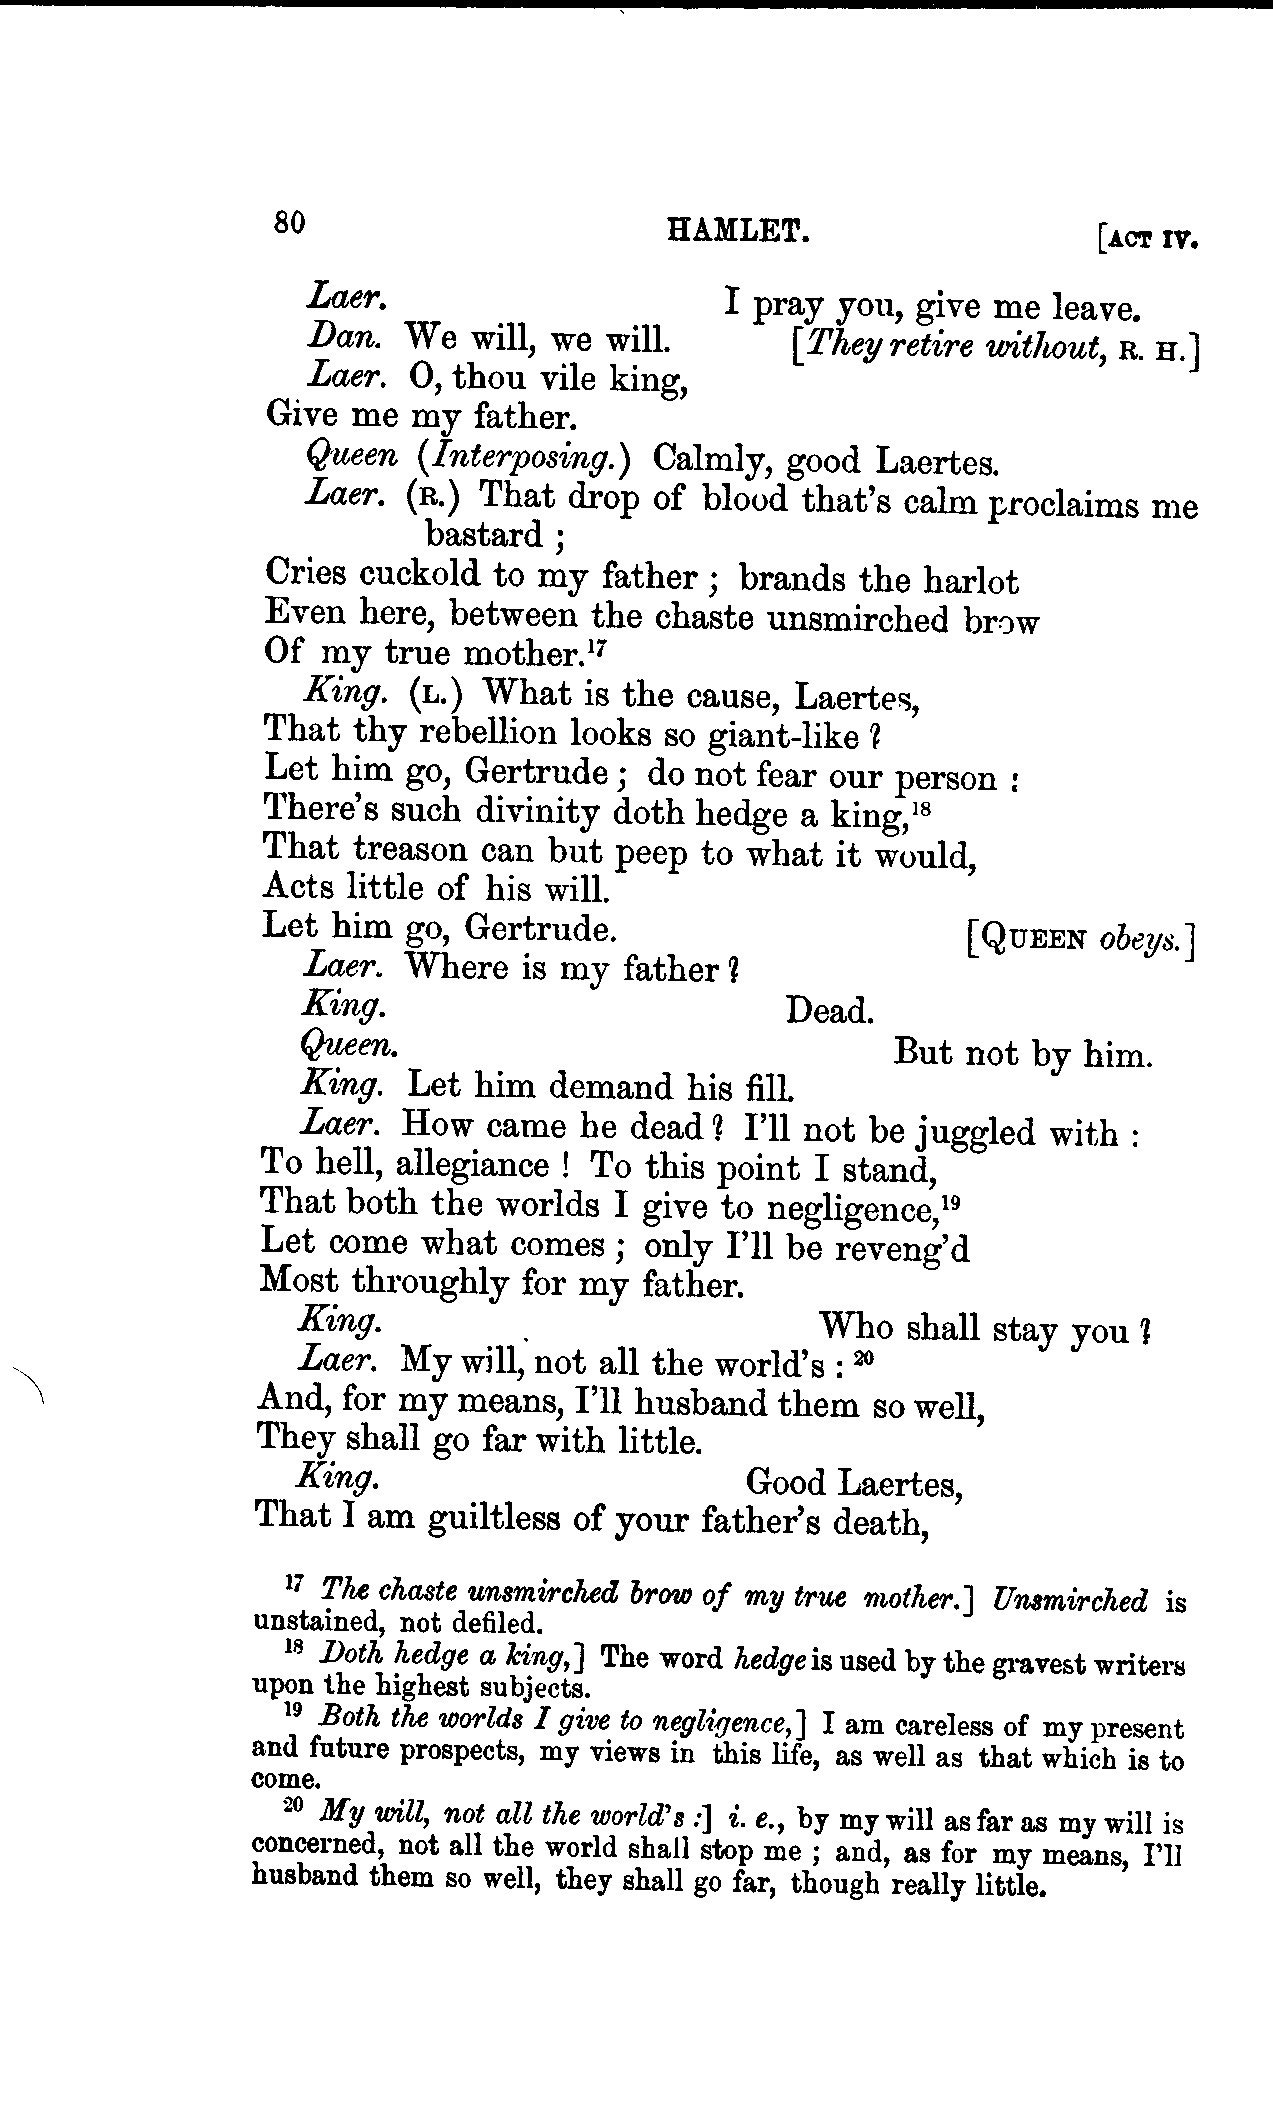 80 HAMLET. [ACT IV.
Laer. I pray you, give me leave.
Dan. We will, we will. [They retire without, R. H.]
Laer. O, thou vile king,
Give me my father.
Queen (Interposing.) Calmly, good Laertes.
Laer. (R.) That drop of blood that's calm proclaims me
bastard ;
Cries cuckold to my father ; brands the harlot
Even here, between the chaste unsmirched brow
Of my true mother.¹⁷
King. (L.) What is the cause, Laertes,
That thy rebellion looks so giant-like ?
Let him go, Gertrude ; do not fear our person :
There's such divinity doth hedge a king,¹⁸
That treason can but peep to what it would,
Acts little of his will.
Let him go, Gertrude. [QUEEN obeys.]
Laer. Where is my father ?
King. Dead.
Queen. But not by him.
King. Let him demand his fill.
Laer. How came he dead ? I'll not be juggled with :
To hell, allegiance ! To this point I stand,
That both the worlds I give to negligence,¹⁹
Let come what comes ; only I'll be reveng'd
Most throughly for my father.
King. Who shall stay you ?
Laer. My will, not all the world's : ²⁰
And, for my means, I'll husband them so well,
They shall go far with little.
King. Good Laertes,
That I am guiltless of your father's death,
¹⁷ The chaste unsmirched brow of my true mother.] Unsmirched is
unstained, not defiled.
¹⁸ Doth hedge a king,] The word hedge is used by the gravest writers
upon the highest subjects.
¹⁹ Both the worlds I give to negligence,] I am careless of my present
and future prospects, my views in this life, as well as that which is to
come.
²⁰ My will, not all the world's :] i. e., by my will as far as my will is
concerned, not all the world shall stop me ; and, as for my means, I'll
husband them so well, they shall go far, though really little.